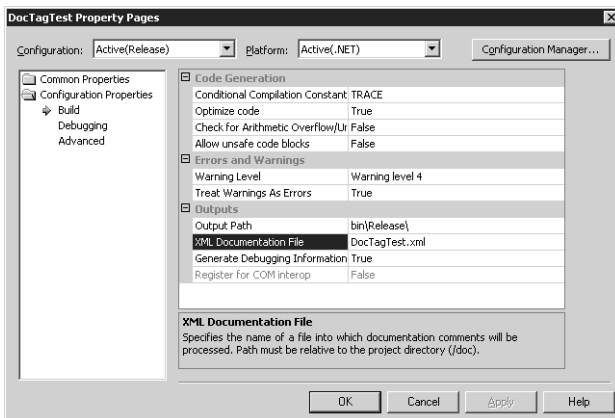 DocTagTest Property Pages
Configuration: Active(Release) Platform: Active(.NET) Configuration Manager...
Common Properties
Configuration Properties
Build
Debugging
Advanced
Code Generation
Conditional Compilation Constant TRACE
Optimize code True
Check for Arithmetic Overflow/Ur False
Allow unsafe code blocks False
Errors and Warnings
Warning Level Warning level 4
Treat Warnings As Errors True
Outputs
Output Path bin\Release\
XML Documentation File DocTagTest.xml
Generate Debugging Information True
Register for COM interop False
XML Documentation File
Specifies the name of a file into which documentation comments will be
processed. Path must be relative to the project directory (/doc).
OK Cancel Apply Help